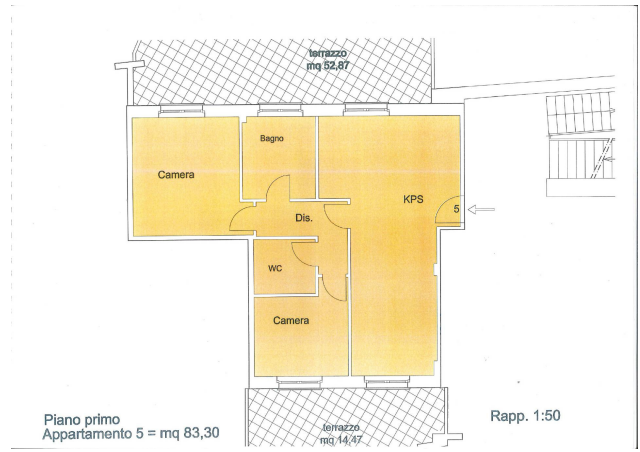 terrazzo
mq 52,87
Bagno
Camera
KPS
5
Dis.
WC
Camera
Piano primo
Appartamento 5 = mq 83,30
Rapp. 1:50
terrazzo
mq 14,47